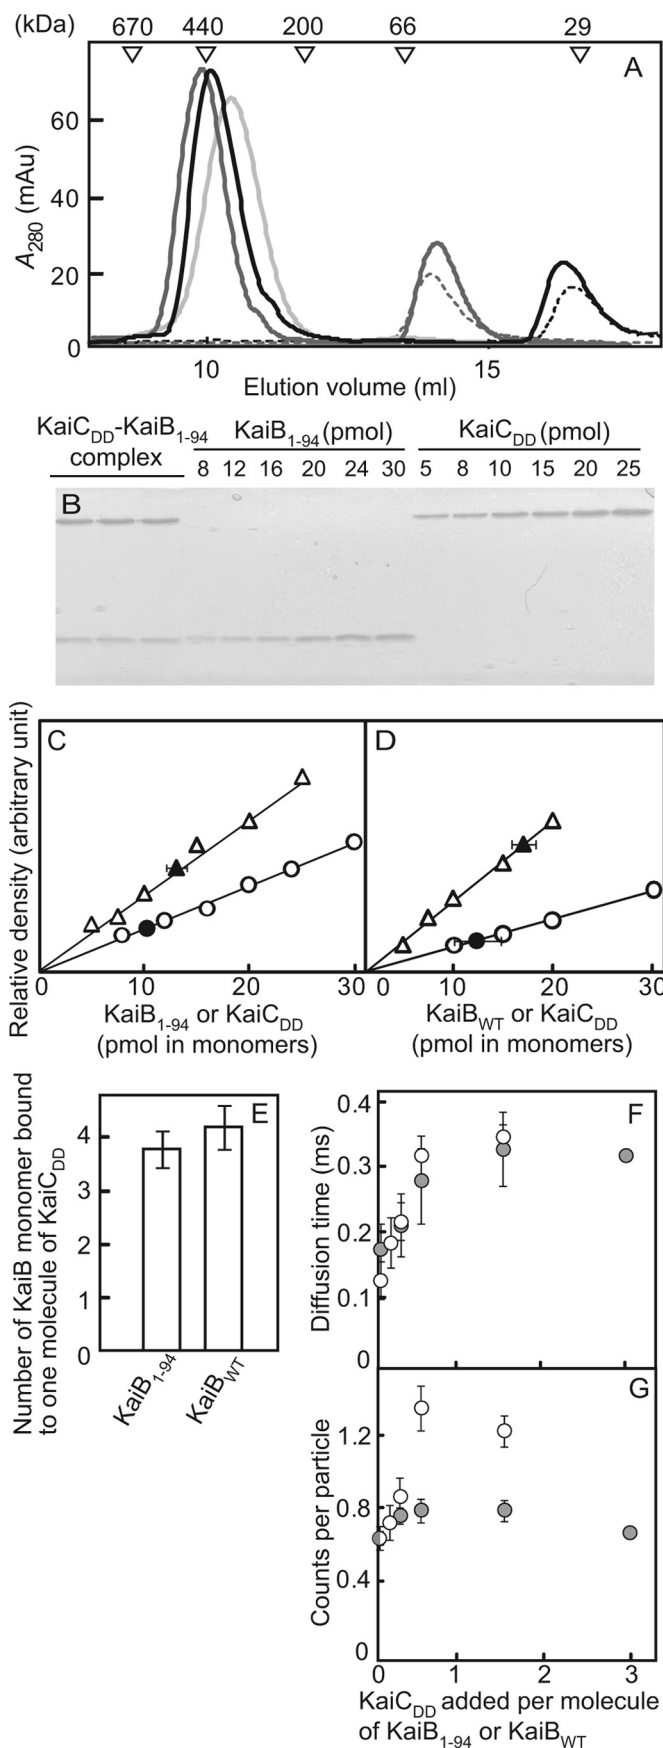 (kDa) 670 440 200 66 29
A
60
40
20
0
A280 (mAu)
10 15
Elution volume (ml)
KaiCDD-KaiB1-94 complex
KaiB1-94 (pmol)
KaiCDD (pmol)
8 12 16 20 24 30 5 8 10 15 20 25
B
C D
Relative density (arbitrary unit)
0 10 20 30 0 10 20 30
KaiB1-94 or KaiCDD
(pmol in monomers)
KaiBWT or KaiCDD
(pmol in monomers)
E
Number of KaiB monomer bound
to one molecule of KaiCDD
4
3
2
1
0
KaiB1-94
KaiBWT
F
Diffusion time (ms)
0.4
0.3
0.2
0.1
0
0 1 2 3
G
Counts per particle
1.2
0.8
0.4
0
0 1 2 3
KaiCDD added per molecule
of KaiB1-94 or KaiBWT